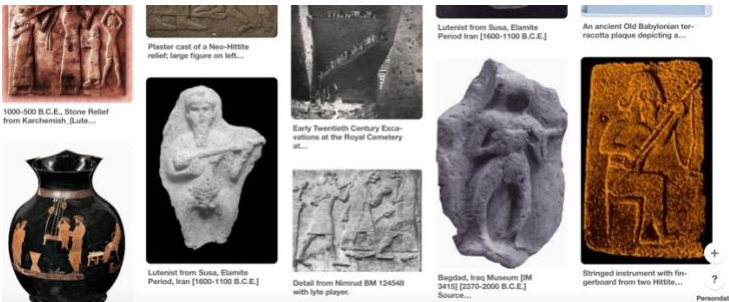 1000-500 B.C.E., Stone Relief
from Karchemish_(Lute...
Plaster cast of a Neo-Hittite
relief; large figure on left...
Lutenist from Susa, Elamite
Period, Iran [1600-1100 B.C.E.]
Early Twentieth Century Exca-
vations at the Royal Cemetery
at...
Detail from Nimrud BM 124548
with lyte player.
Lutenist from Susa, Elamite
Period Iran [1600-1100 B.C.E.]
Bagdad, Iraq Museum [IM
3415] [2370-2000 B.C.E.]
Source...
An ancient Old Babylonian ter-
racotta plaque depicting a...
Stringed instrument with fin-
gerboard from two Hittite...
+
?
Persondat